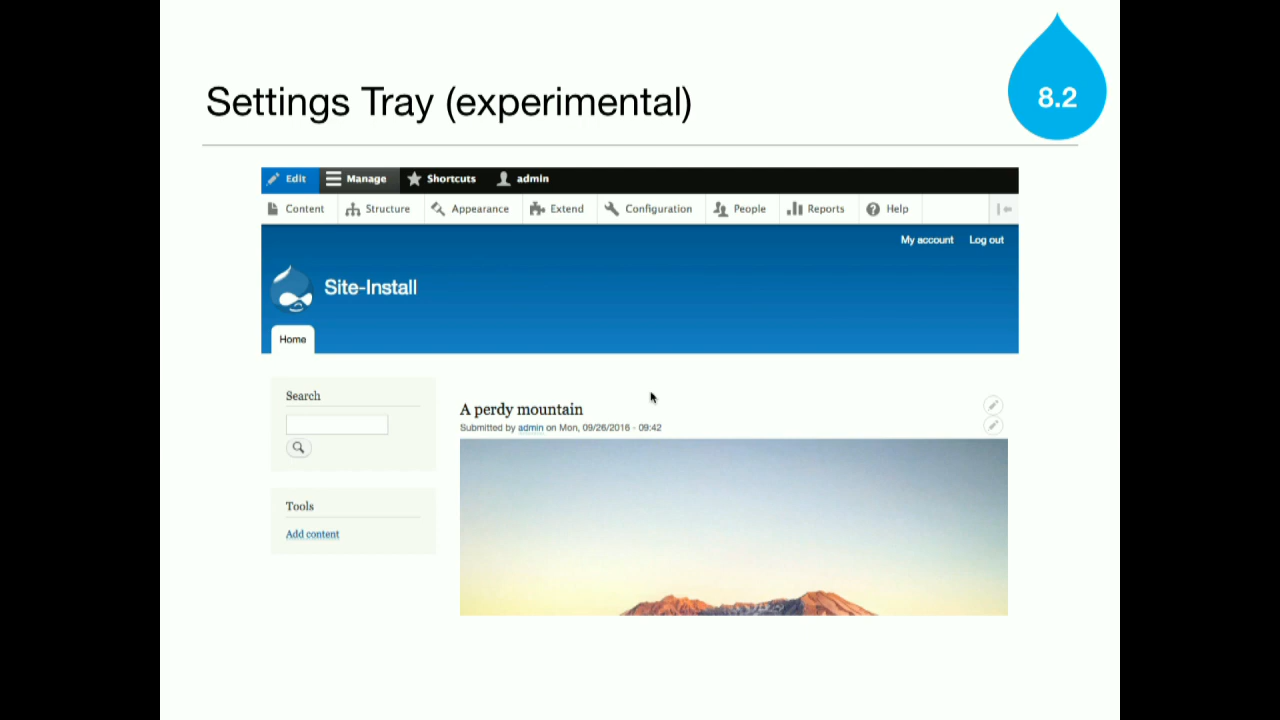 Settings Tray (experimental)
8.2
Edit Manage Shortcuts admin
Content Structure Appearance Extend Configuration People Reports Help
My account Log out
Site-Install
Home
Search
A perdy mountain
Submitted by admin on Mon, 09/26/2016 - 09:42
Tools
Add content